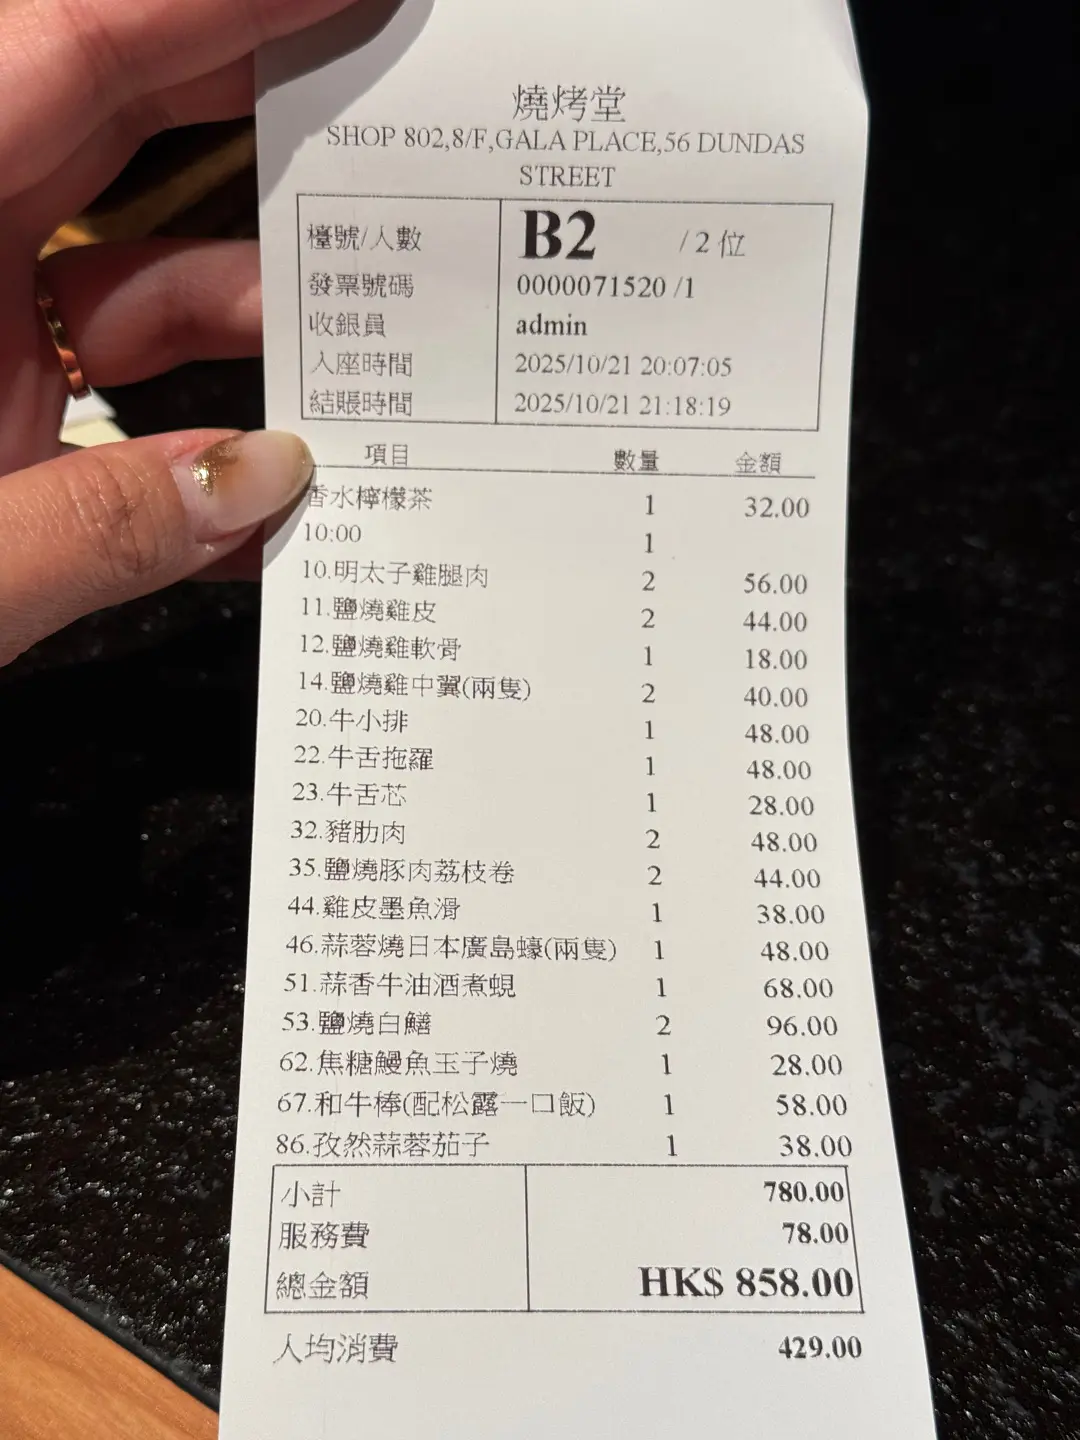 燒烤堂
SHOP 802,8/F,GALA PLACE,56 DUNDAS
STREET
檯號/人數 B2 / 2 位
發票號碼 0000071520 /1
收銀員 admin
入座時間 2025/10/21 20:07:05
結賬時間 2025/10/21 21:18:19
項目 數量 金額
香水檸檬茶 1 32.00
10:00 1
10.明太子雞腿肉 2 56.00
11.鹽燒雞皮 2 44.00
12.鹽燒雞軟骨 1 18.00
14.鹽燒雞中翼(兩隻) 2 40.00
20.牛小排 1 48.00
22.牛舌拖羅 1 48.00
23.牛舌芯 1 28.00
32.豬肋肉 2 48.00
35.鹽燒豚肉荔枝卷 2 44.00
44.雞皮墨魚滑 1 38.00
46.蒜蓉燒日本廣島蠔(兩隻) 1 48.00
51.蒜香牛油酒煮蜆 1 68.00
53.鹽燒白鱔 2 96.00
62.焦糖鰻魚玉子燒 1 28.00
67.和牛棒(配松露一口飯) 1 58.00
86.孜然蒜蓉茄子 1 38.00
小計 780.00
服務費 78.00
總金額 HK$ 858.00
人均消費 429.00